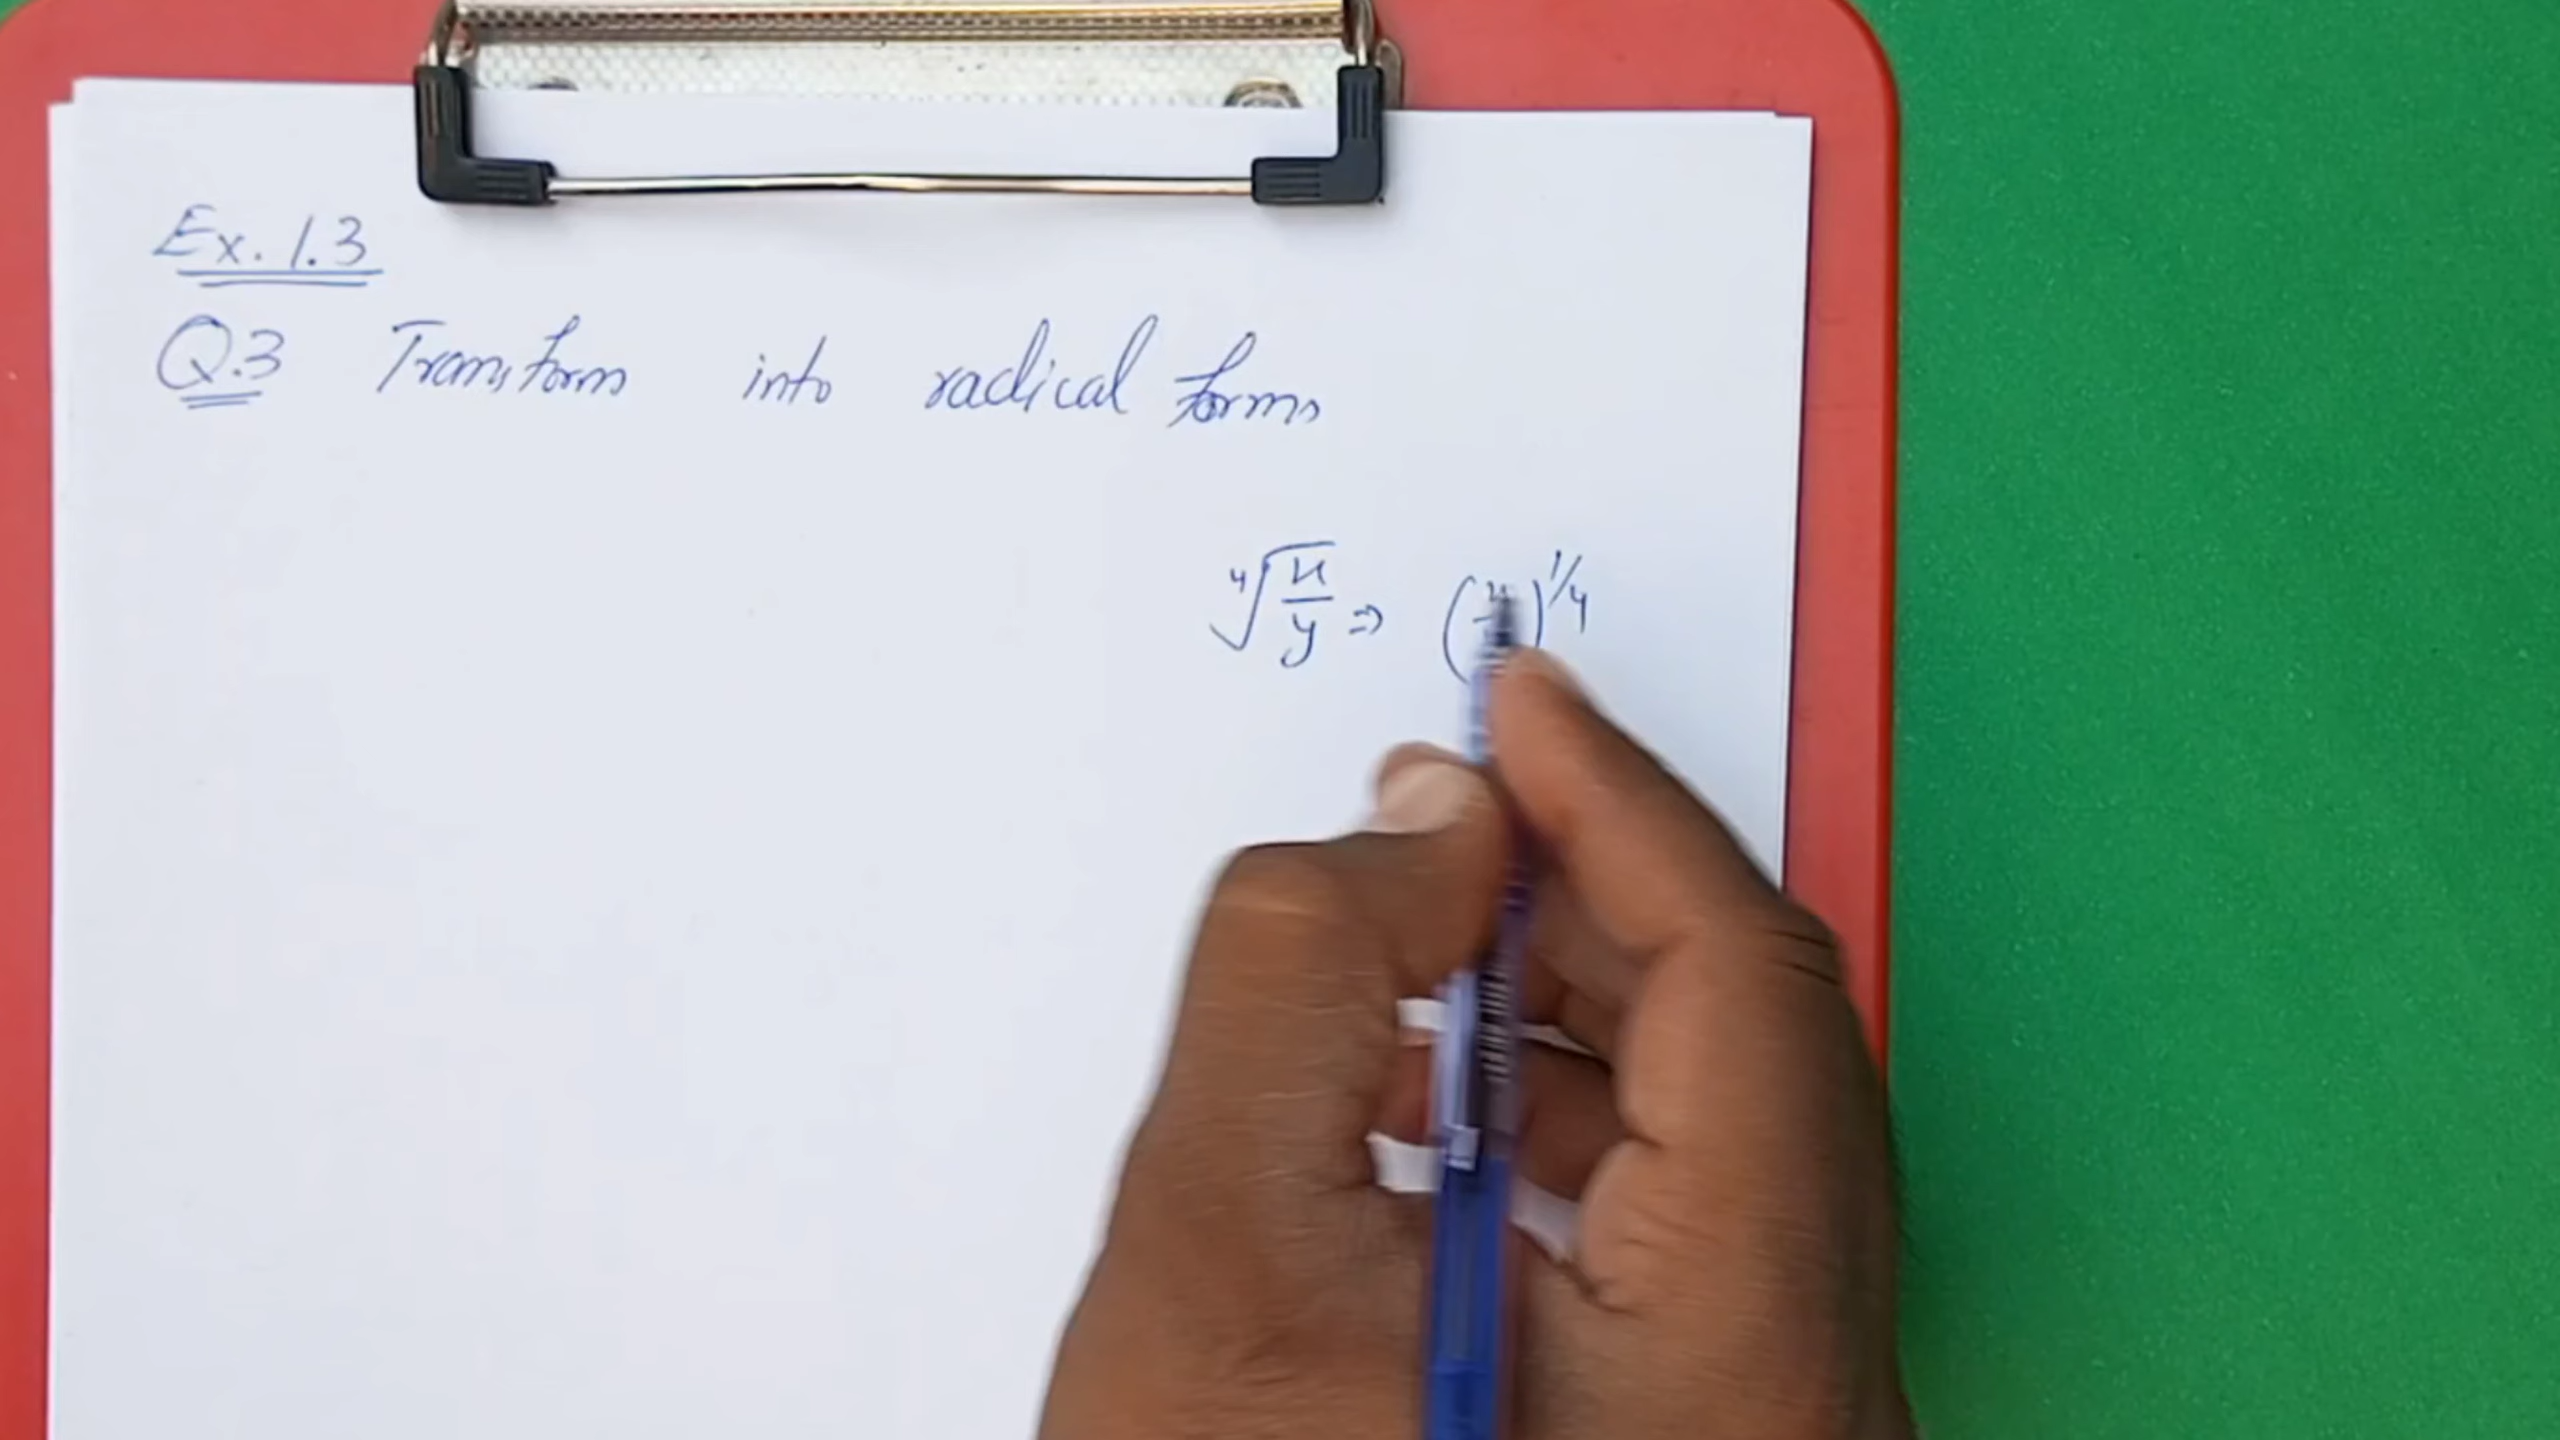 Ex. 1.3
Q.3 Transform into radical forms
⁴√(x/y) ⇒ (x/ )^1/4